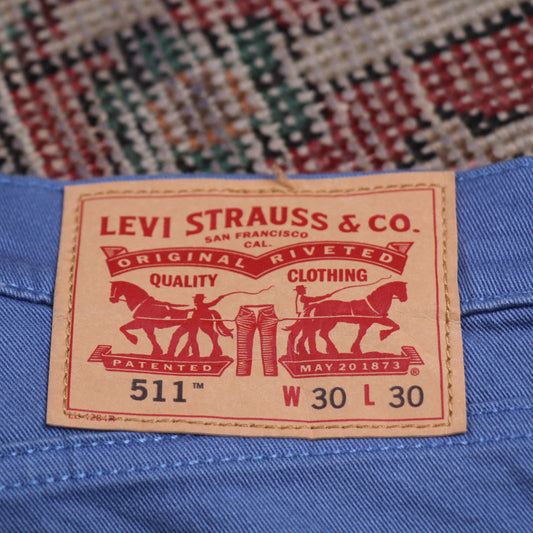 LEVI STRAUSS & CO.
SAN FRANCISCO
CAL.
ORIGINAL RIVETED
QUALITY CLOTHING
PATENTED MAY 20 1873 ®
511™ W 30 L 30